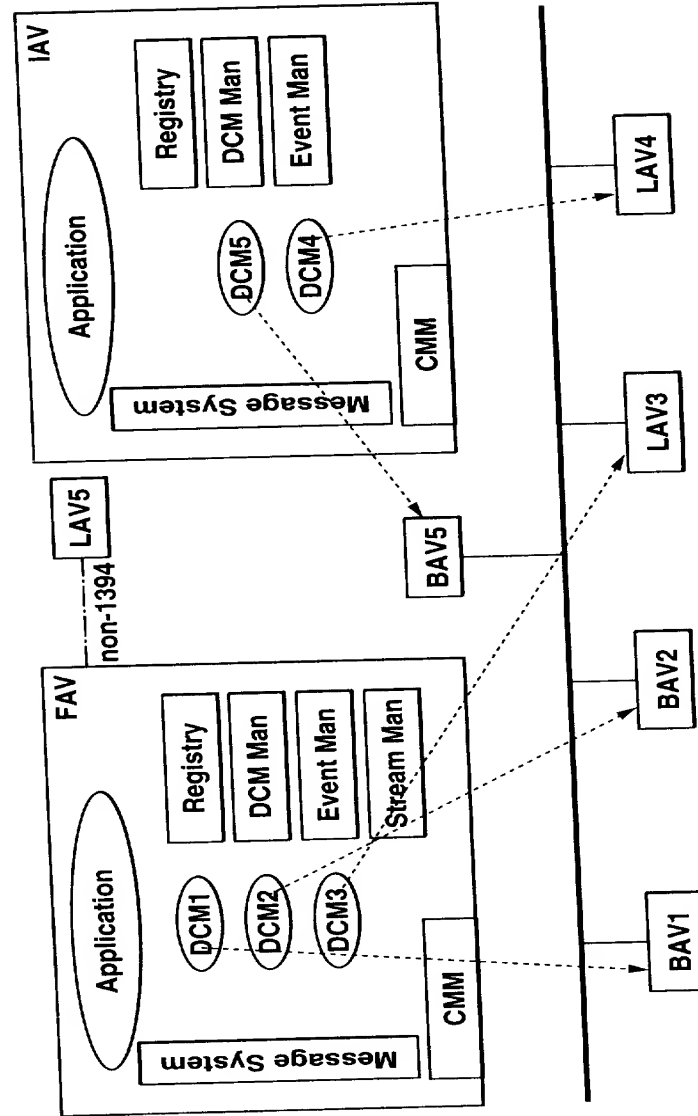 FAV
Application
DCM1
DCM2
DCM3
Registry
DCM Man
Event Man
Stream Man
Message System
CMM
LAV5
non-1394
IAV
Application
DCM5
DCM4
Registry
DCM Man
Event Man
Message System
CMM
BAV5
BAV1
BAV2
LAV3
LAV4